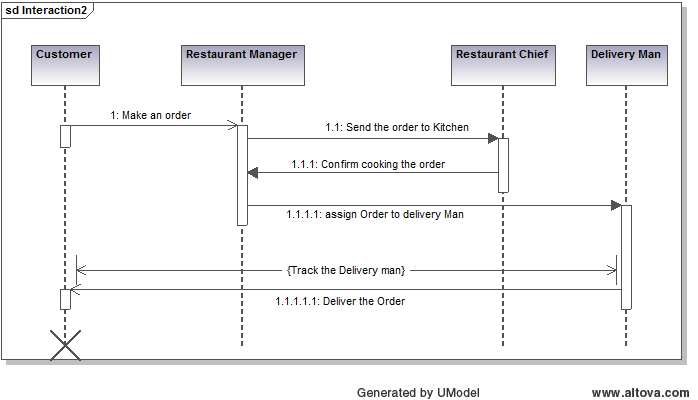 sd Interaction2
Customer
Restaurant Manager
Restaurant Chief
Delivery Man
1: Make an order
1.1: Send the order to Kitchen
1.1.1: Confirm cooking the order
1.1.1.1: assign Order to delivery Man
{Track the Delivery man}
1.1.1.1.1: Deliver the Order
Generated by UModel
www.altova.com